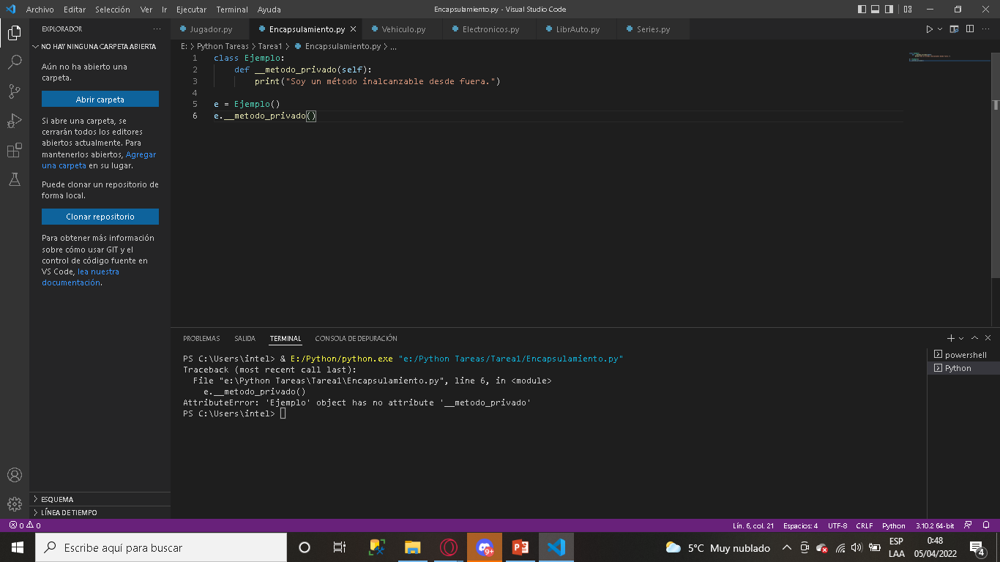 Archivo Editar Selección Ver Ir Ejecutar Terminal Ayuda
Encapsulamiento.py - Visual Studio Code
EXPLORADOR
NO HAY NINGUNA CARPETA ABIERTA
Aún no ha abierto una
carpeta.
Abrir carpeta
Si abre una carpeta, se
cerrarán todos los editores
abiertos actualmente. Para
mantenerlos abiertos, Agregar
una carpeta en su lugar.
Puede clonar un repositorio de
forma local.
Clonar repositorio
Para obtener más información
sobre cómo usar GIT y el
control de código fuente en
VS Code, lea nuestra
documentación.
ESQUEMA
LÍNEA DE TIEMPO
Jugador.py Encapsulamiento.py Vehiculo.py Electronicos.py LibrAuto.py Series.py
E: > Python Tareas > Tarea1 > Encapsulamiento.py > ...
1 class Ejemplo:
2 def __metodo_privado(self):
3 print("Soy un método inalcanzable desde fuera.")
4
5 e = Ejemplo()
6 e.__metodo_privado()
PROBLEMAS SALIDA TERMINAL CONSOLA DE DEPURACIÓN
PS C:\Users\intel> & E:/Python/python.exe "e:/Python Tareas/Tarea1/Encapsulamiento.py"
Traceback (most recent call last):
File "e:\Python Tareas\Tarea1\Encapsulamiento.py", line 6, in <module>
e.__metodo_privado()
AttributeError: 'Ejemplo' object has no attribute '__metodo_privado'
PS C:\Users\intel>
powershell
Python
0 0
Lín. 6, col. 21 Espacios: 4 UTF-8 CRLF Python 3.10.2 64-bit
Escribe aquí para buscar
9+
5°C Muy nublado
ESP
LAA
0:48
05/04/2022
4